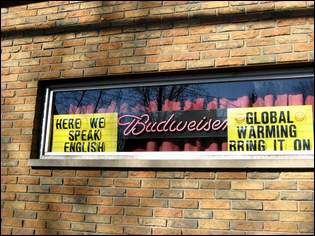 HERE WE
SPEAK
ENGLISH
Budweiser
GLOBAL
WARMING
BRING IT ON